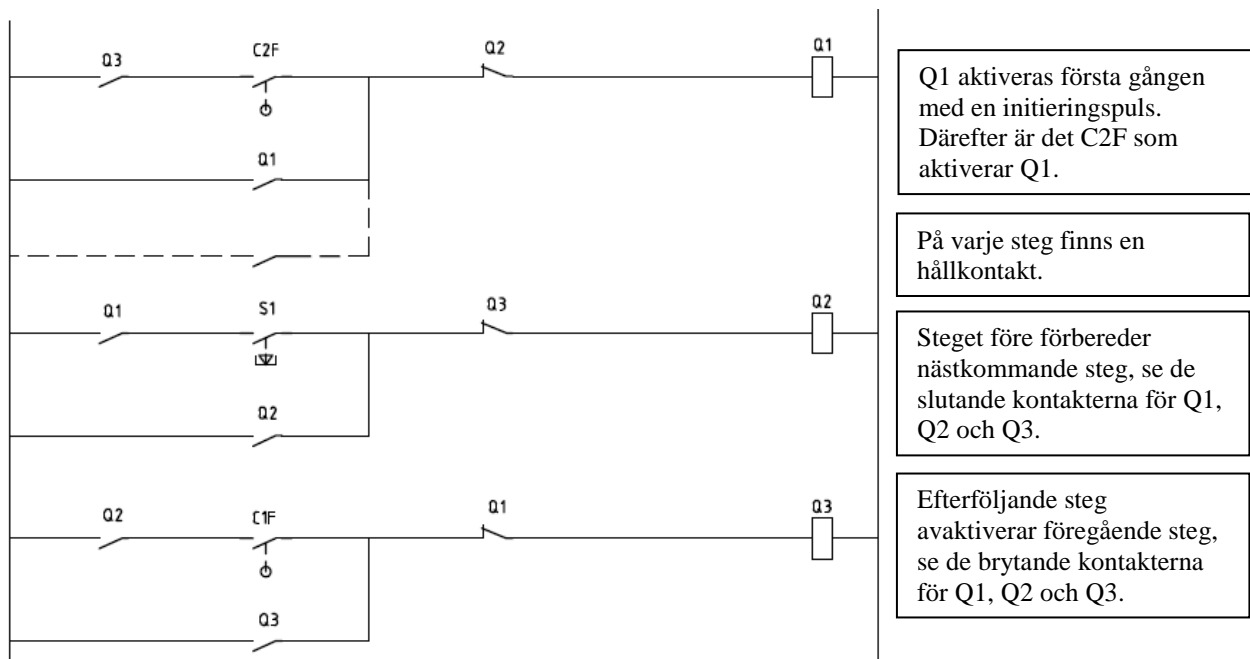 Q3 C2F Q2 Q1
Q1
Q1 S1 Q3 Q2
Q2
Q2 C1F Q1 Q3
Q3
Q1 aktiveras första gången
med en initieringspuls.
Därefter är det C2F som
aktiverar Q1.
På varje steg finns en
hållkontakt.
Steget före förbereder
nästkommande steg, se de
slutande kontakterna för Q1,
Q2 och Q3.
Efterföljande steg
avaktiverar föregående steg,
se de brytande kontakterna
för Q1, Q2 och Q3.